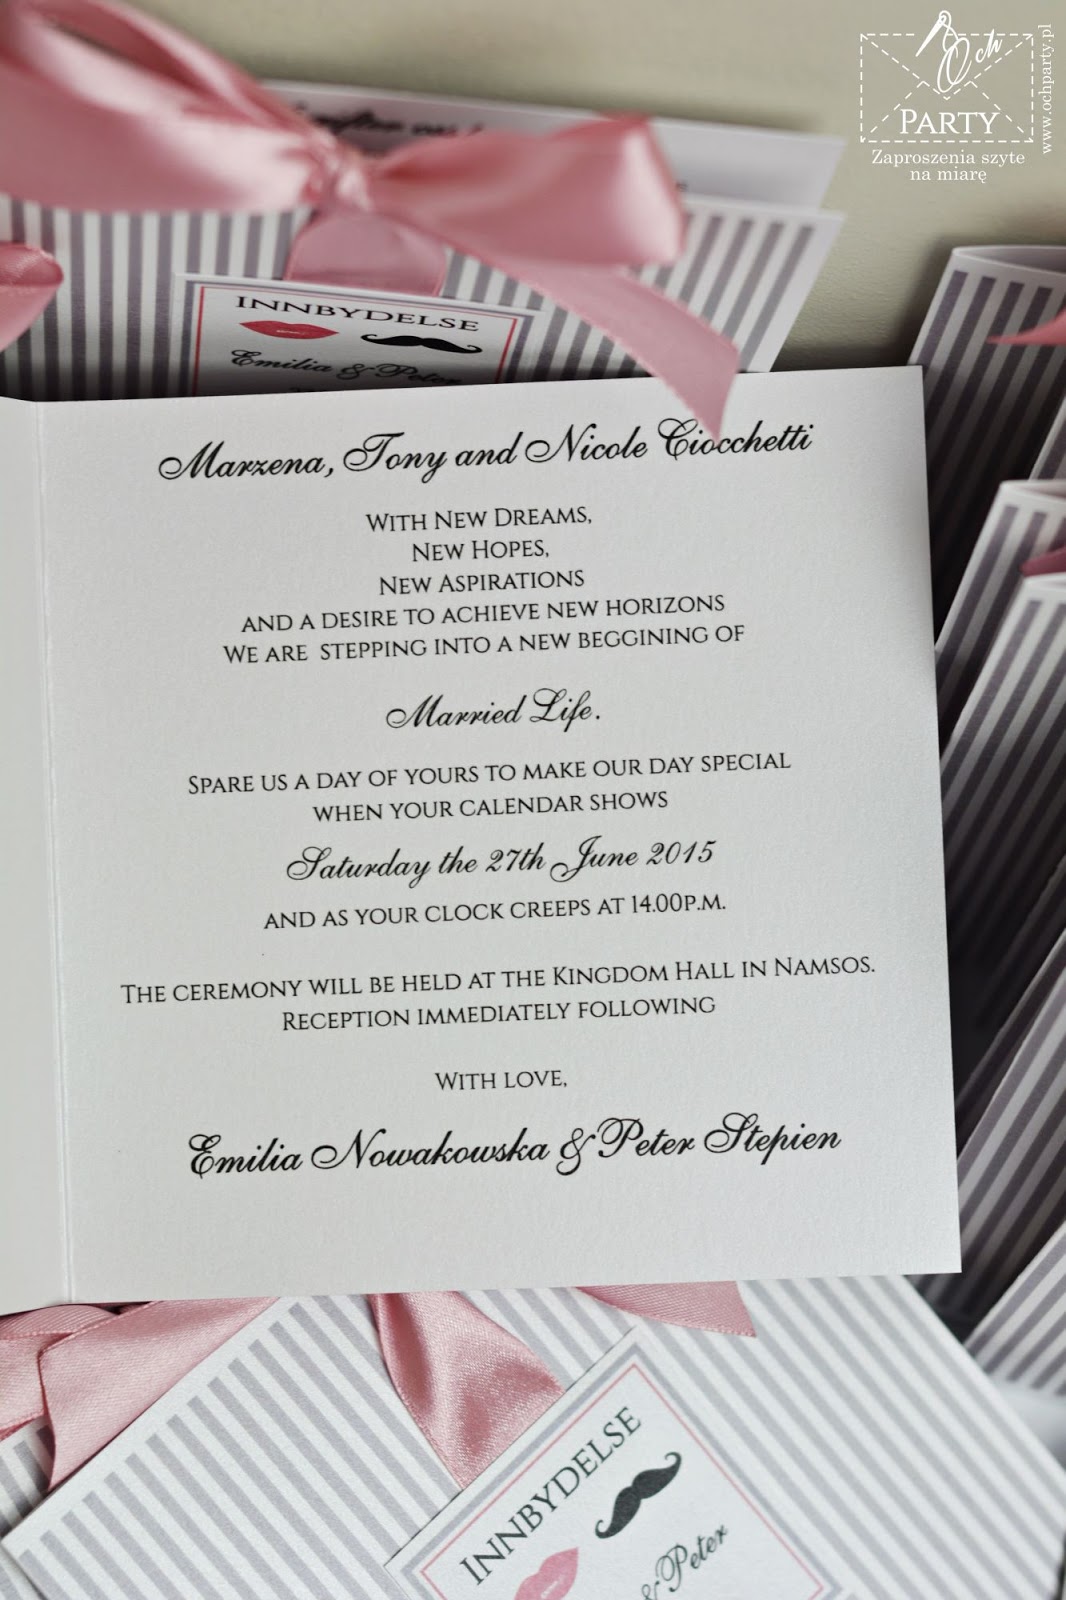 Och
PARTY
Zaproszenia szyte
na miarę
www.ochparty.pl
INNBYDELSE
Emilia & Peter
Marzena, Tony and Nicole Ciocchetti
WITH NEW DREAMS,
NEW HOPES,
NEW ASPIRATIONS
AND A DESIRE TO ACHIEVE NEW HORIZONS
WE ARE STEPPING INTO A NEW BEGGINING OF
Married Life.
SPARE US A DAY OF YOURS TO MAKE OUR DAY SPECIAL
WHEN YOUR CALENDAR SHOWS
Saturday the 27th June 2015
AND AS YOUR CLOCK CREEPS AT 14.00P.M.
THE CEREMONY WILL BE HELD AT THE KINGDOM HALL IN NAMSOS.
RECEPTION IMMEDIATELY FOLLOWING
WITH LOVE,
Emilia Nowakowska & Peter Stepien
INNBYDELSE
& Peter